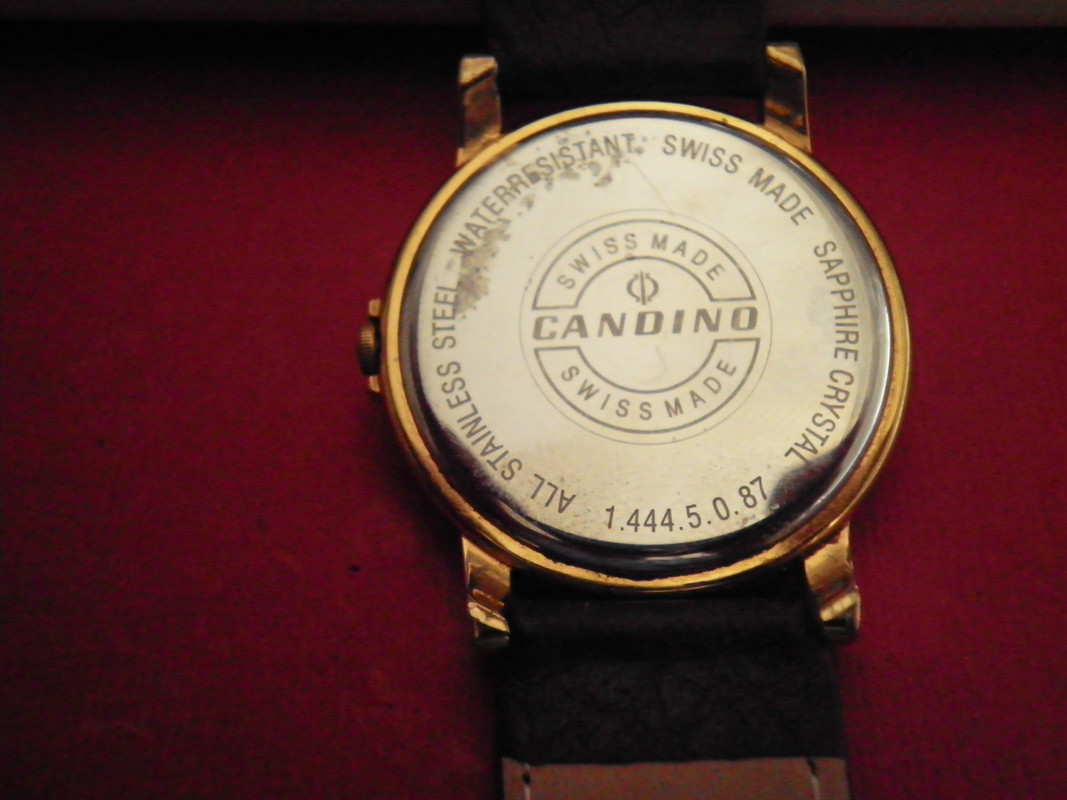 ALL STAINLESS STEEL WATERRESISTANT SWISS MADE SAPPHIRE CRYSTAL
SWISS MADE
CANDINO
SWISS MADE
1.444.5.0.87